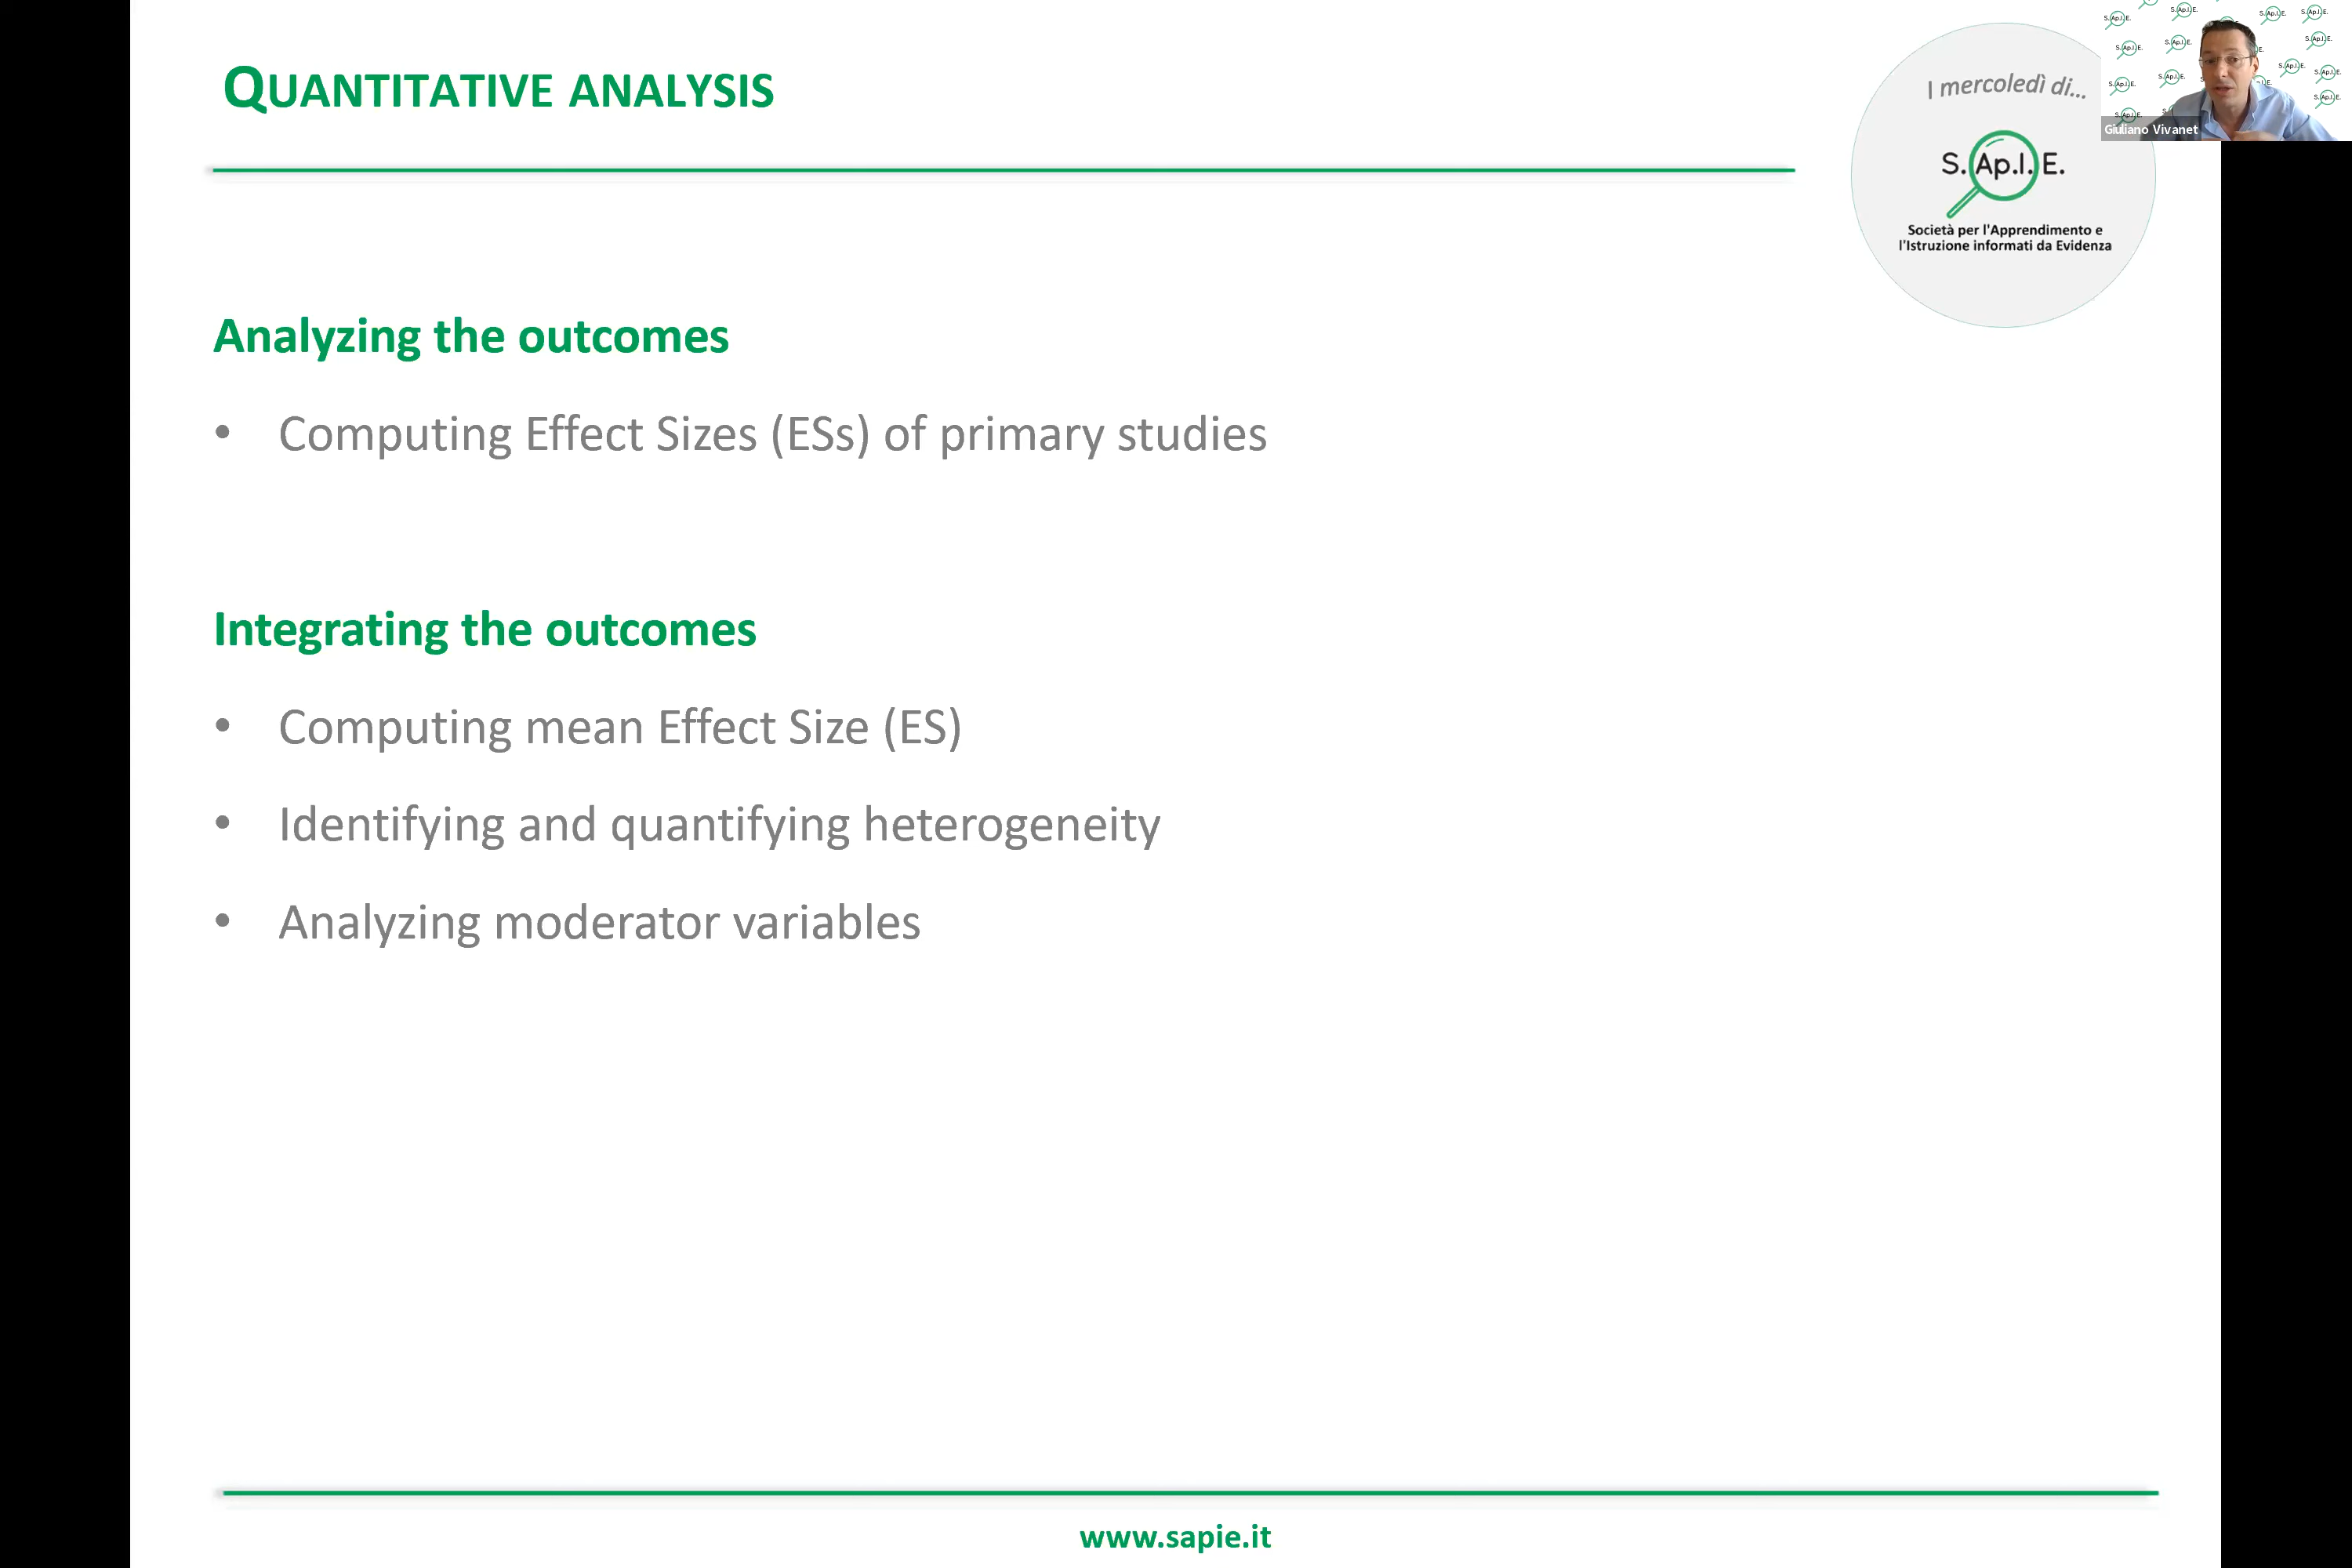 QUANTITATIVE ANALYSIS
I mercoledì di...
S. Ap.I. E.
Società per l'Apprendimento e
l'Istruzione informati da Evidenza
Giuliano Vivanet
Analyzing the outcomes
• Computing Effect Sizes (ESs) of primary studies
Integrating the outcomes
• Computing mean Effect Size (ES)
• Identifying and quantifying heterogeneity
• Analyzing moderator variables
www.sapie.it